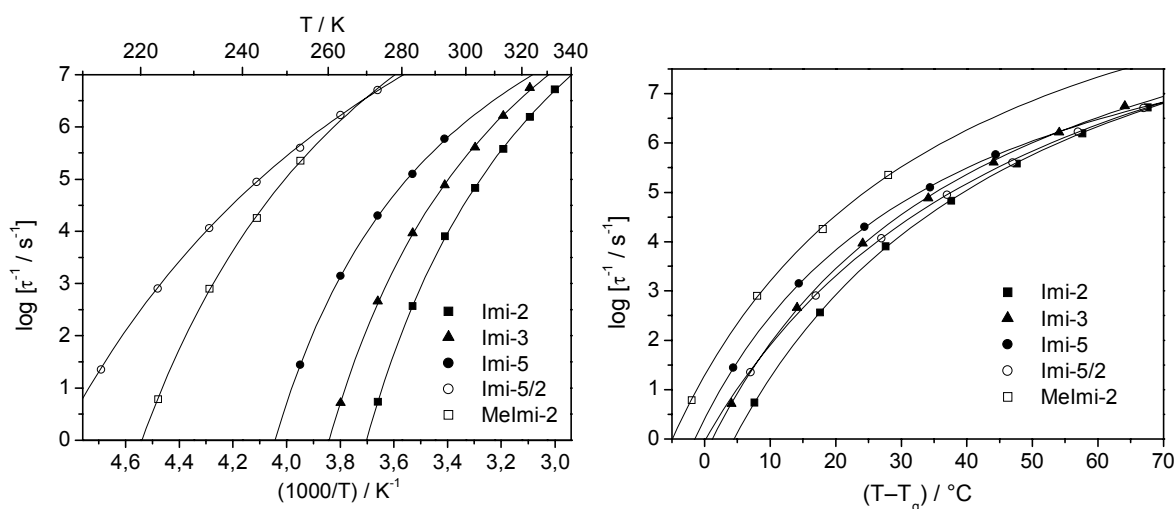 T / K
220 240 260 280 300 320 340
7
6
5
4
3
2
1
0
log [τ⁻¹ / s⁻¹]
Imi-2
Imi-3
Imi-5
Imi-5/2
MeImi-2
4,6 4,4 4,2 4,0 3,8 3,6 3,4 3,2 3,0
(1000/T) / K⁻¹
7
6
5
4
3
2
1
0
log [τ⁻¹ / s⁻¹]
Imi-2
Imi-3
Imi-5
Imi-5/2
MeImi-2
0 10 20 30 40 50 60 70
(T–T_g) / °C